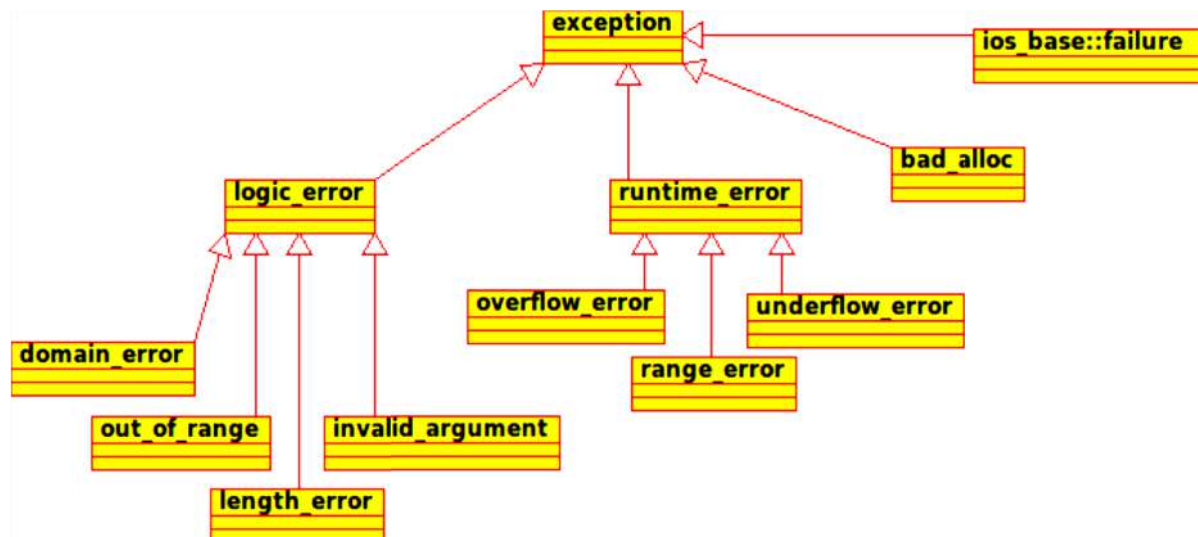 exception
ios_base::failure
bad_alloc
logic_error
runtime_error
overflow_error
underflow_error
domain_error
range_error
out_of_range
invalid_argument
length_error